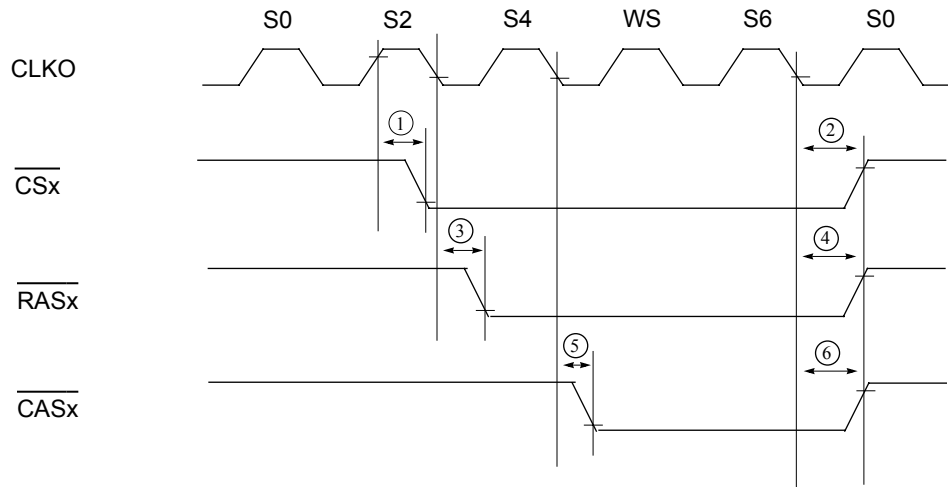 S0 S2 S4 WS S6 S0
CLKO
① ②
CSx
③ ④
RASx
⑤ ⑥
CASx